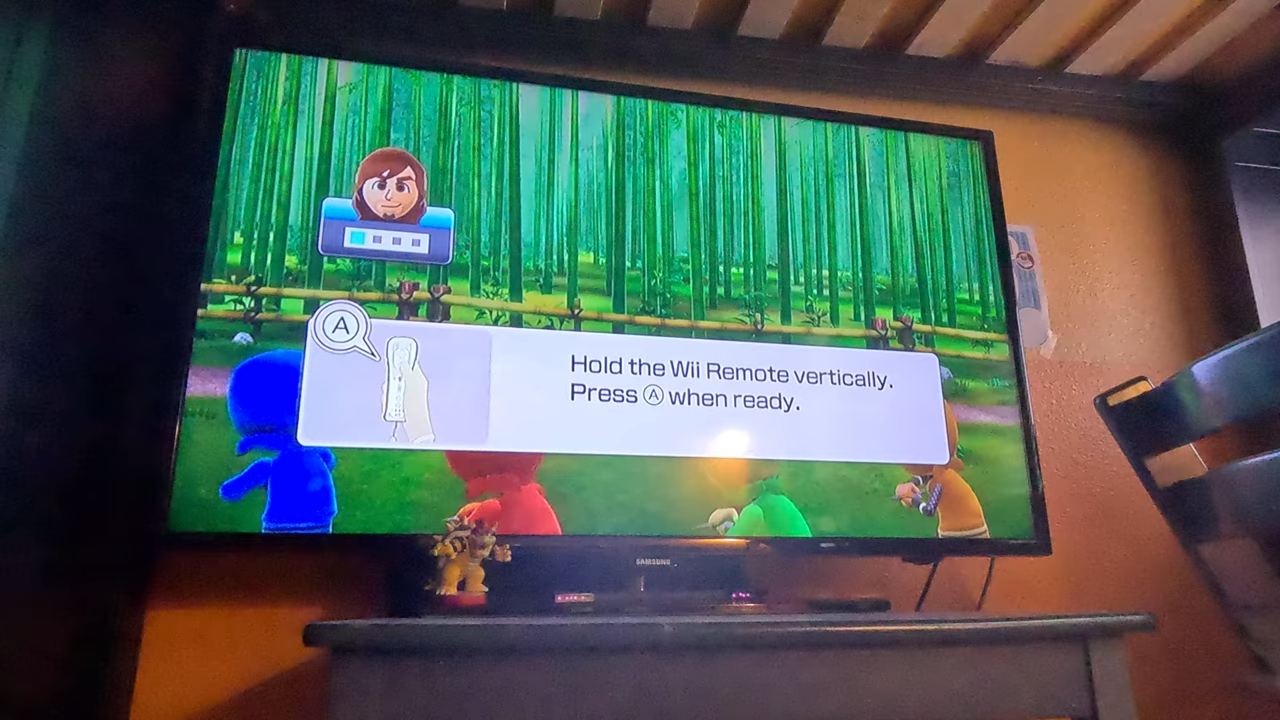 A
Hold the Wii Remote vertically.
Press A when ready.
SAMSUNG